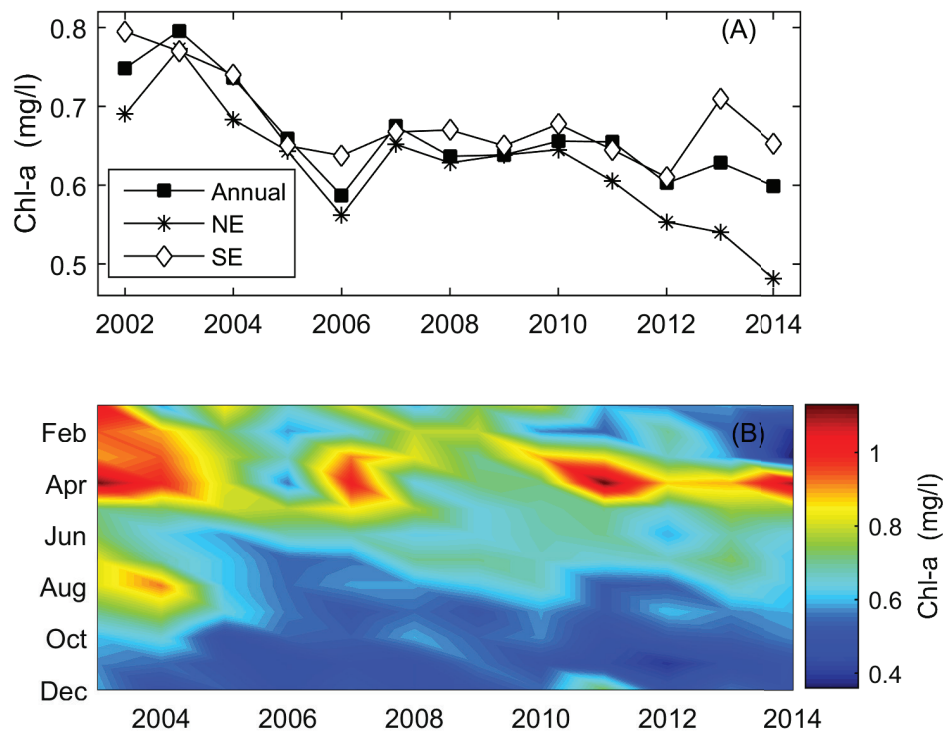 0.8
0.7
0.6
0.5
Chl-a (mg/l)
(A)
Annual
NE
SE
2002 2004 2006 2008 2010 2012 2014
Feb
Apr
Jun
Aug
Oct
Dec
(B)
2004 2006 2008 2010 2012 2014
1
0.8
0.6
0.4
Chl-a (mg/l)